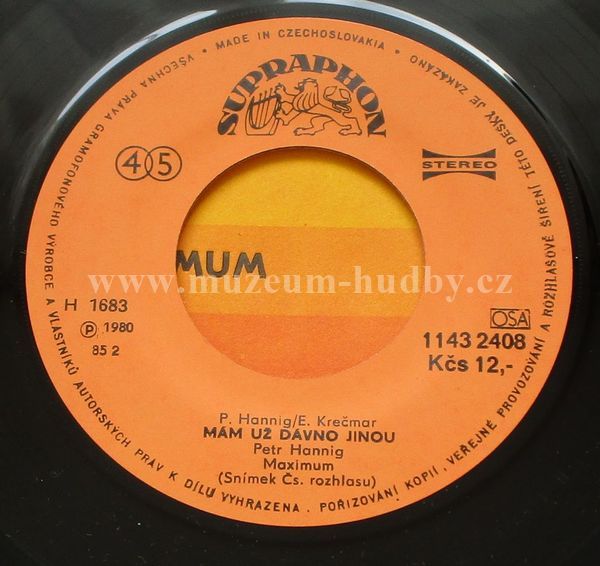 VŠECHNA PRÁVA GRAMOFONOVÉHO VÝROBCE A VLASTNÍKŮ AUTORSKÝCH PRÁV K DÍLU VYHRAZENA. POŘIZOVÁNÍ KOPIÍ, VEŘEJNÉ PROVOZOVÁNÍ A ROZHLASOVÉ ŠÍŘENÍ TÉTO DESKY JE ZAKÁZÁNO
• MADE IN CZECHOSLOVAKIA •
SUPRAPHON
45
STEREO
MUM
www.muzeum-hudby.cz
H 1683
Ⓟ 1980
85 2
OSA
1143 2408
Kčs 12,-
P. Hannig/E. Krečmar
MÁM UŽ DÁVNO JINOU
Petr Hannig
Maximum
(Snímek Čs. rozhlasu)